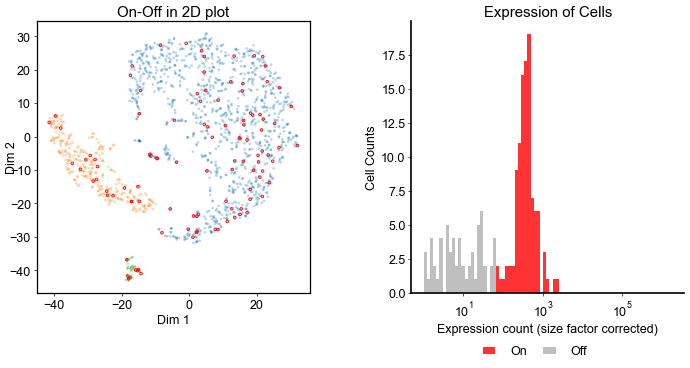 On-Off in 2D plot
30
20
10
0
−10
−20
−30
−40
Dim 2
−40
−20
0
20
Dim 1
Expression of Cells
17.5
15.0
12.5
10.0
7.5
5.0
2.5
0.0
Cell Counts
10^1
10^3
10^5
Expression count (size factor corrected)
On
Off